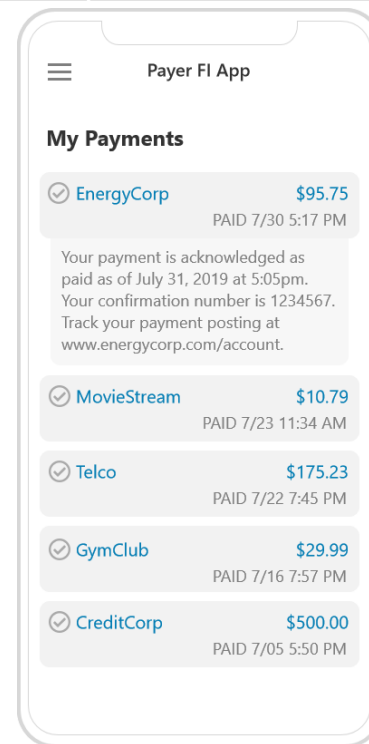 Payer FI App
My Payments
EnergyCorp $95.75
PAID 7/30 5:17 PM
Your payment is acknowledged as
paid as of July 31, 2019 at 5:05pm.
Your confirmation number is 1234567.
Track your payment posting at
www.energycorp.com/account.
MovieStream $10.79
PAID 7/23 11:34 AM
Telco $175.23
PAID 7/22 7:45 PM
GymClub $29.99
PAID 7/16 7:57 PM
CreditCorp $500.00
PAID 7/05 5:50 PM